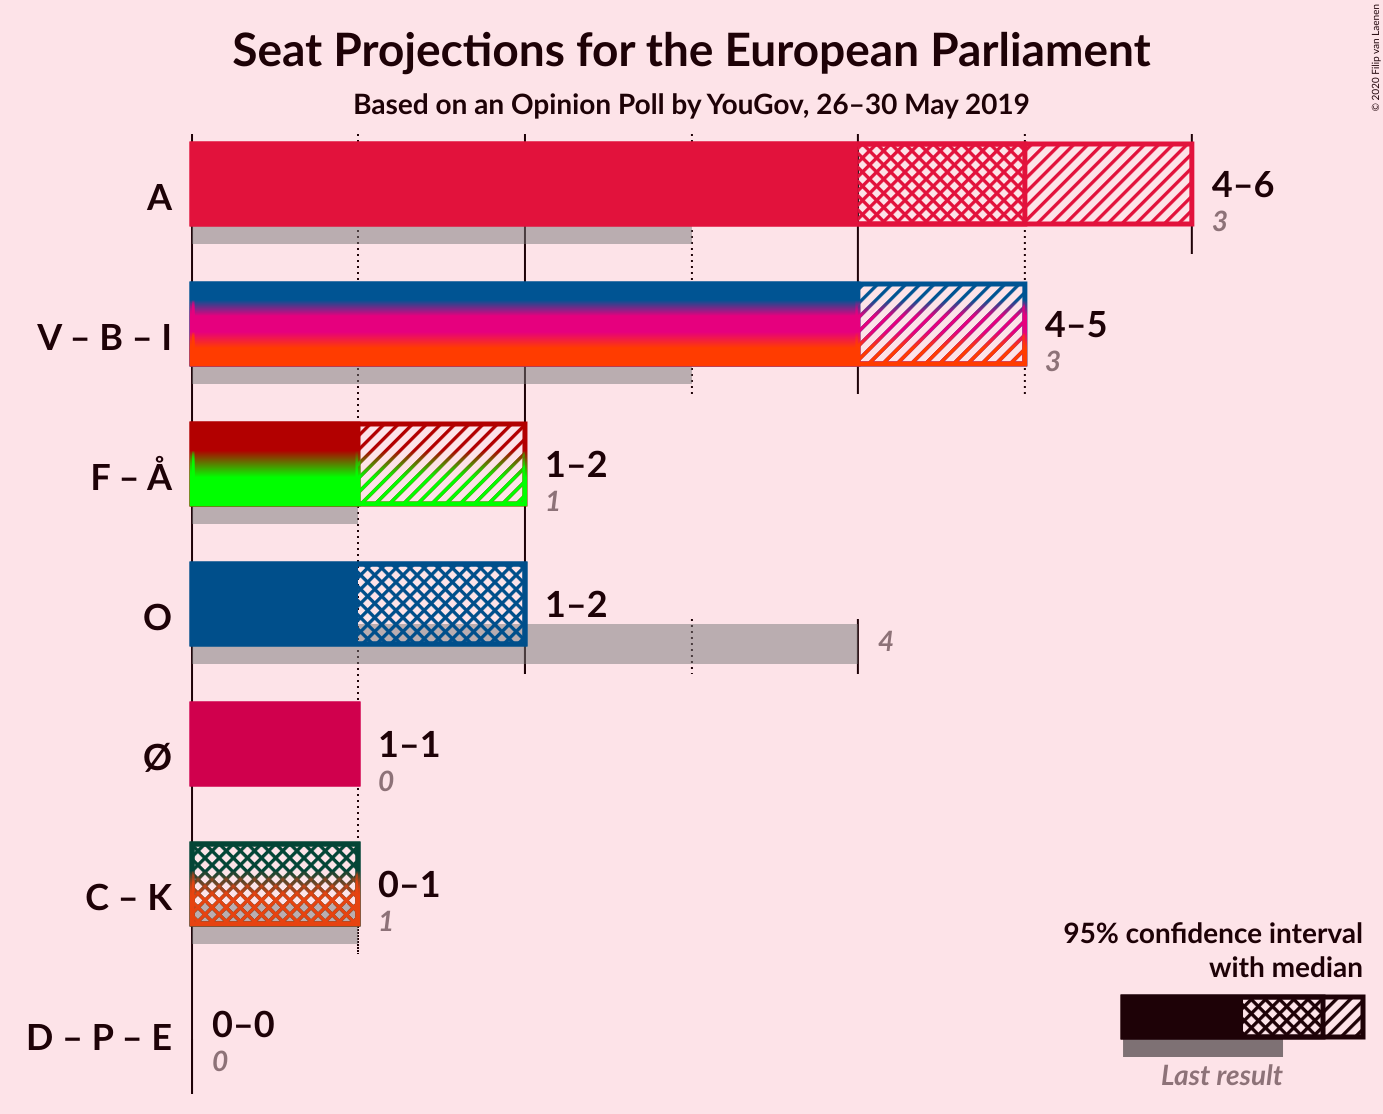 Seat Projections for the European Parliament
Based on an Opinion Poll by YouGov, 26–30 May 2019
© 2020 Filip van Laenen
A
4–6
3
V – B – I
4–5
3
F – Å
1–2
1
O
1–2
4
Ø
1–1
0
C – K
0–1
1
D – P – E
0–0
0
95% confidence interval
with median
Last result